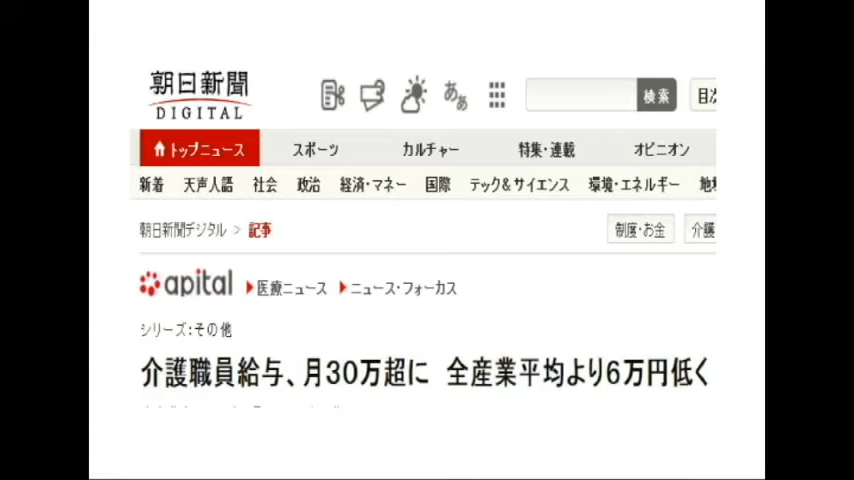 朝日新聞
DIGITAL
あぁ
検索
目次
トップニュース スポーツ カルチャー 特集・連載 オピニオン
新着 天声人語 社会 政治 経済・マネー 国際 テック&サイエンス 環境・エネルギー 地
朝日新聞デジタル > 記事
制度・お金
介護
apital 医療ニュース ニュース・フォーカス
シリーズ:その他
介護職員給与、月30万超に 全産業平均より6万円低く